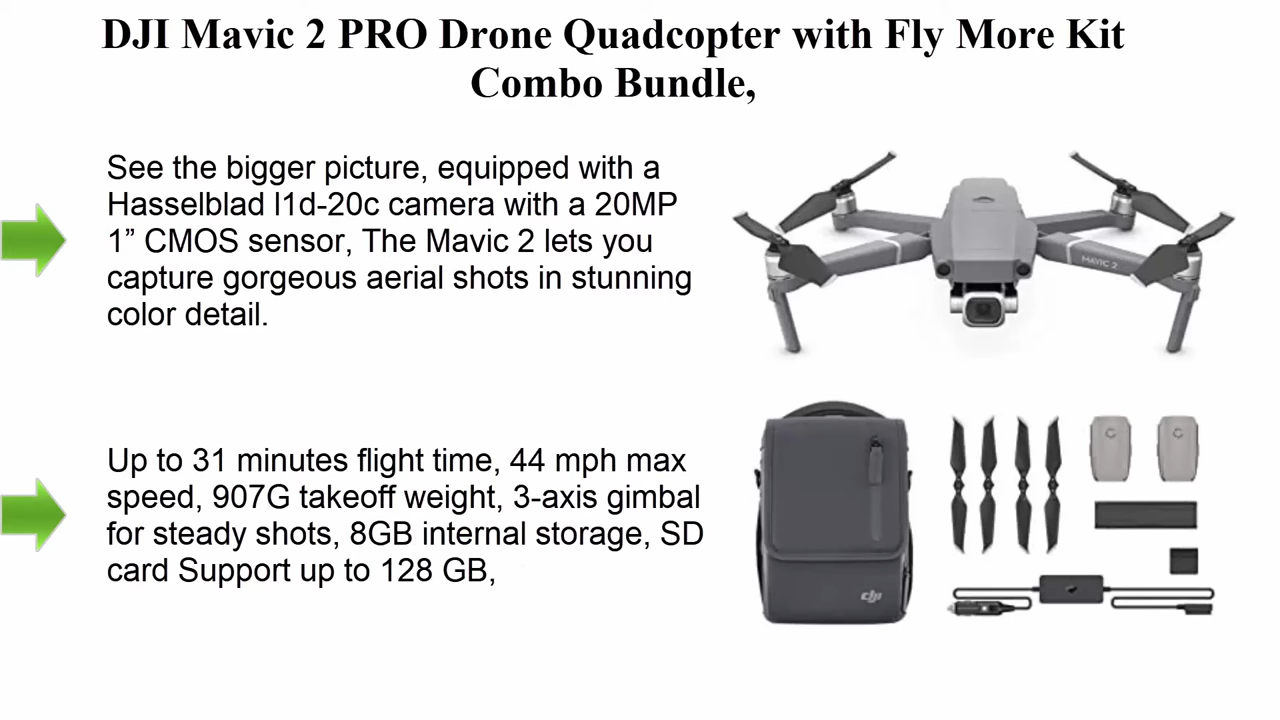 DJI Mavic 2 PRO Drone Quadcopter with Fly More Kit
Combo Bundle,
See the bigger picture, equipped with a
Hasselblad l1d-20c camera with a 20MP
1” CMOS sensor, The Mavic 2 lets you
capture gorgeous aerial shots in stunning
color detail.
MAVIC 2
Up to 31 minutes flight time, 44 mph max
speed, 907G takeoff weight, 3-axis gimbal
for steady shots, 8GB internal storage, SD
card Support up to 128 GB,
dji